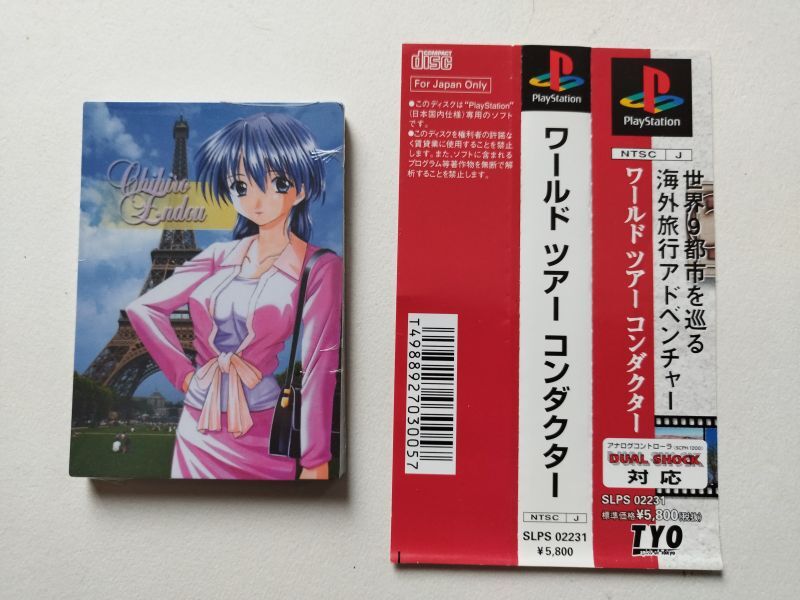 Chihiro
Endou
COMPACT
disc
For Japan Only
●このディスクは"PlayStation"
(日本国内仕様)専用のソフト
です。
●このディスクを権利者の許諾な
く賃貸業に使用することを禁止
します。また、ソフトに含まれる
プログラム等著作物を無断で解
析することを禁止します。
T4988927030057
PlayStation
ワールド ツアー コンダクター
NTSC J
SLPS 02231
¥5,800
PlayStation
NTSC J
世界9都市を巡る
海外旅行アドベンチャー
ワールド ツアー コンダクター
アナログコントローラ(SCPH1200)
DUAL SHOCK
対応
SLPS 02231
標準価格¥5,800(税抜)
TYO